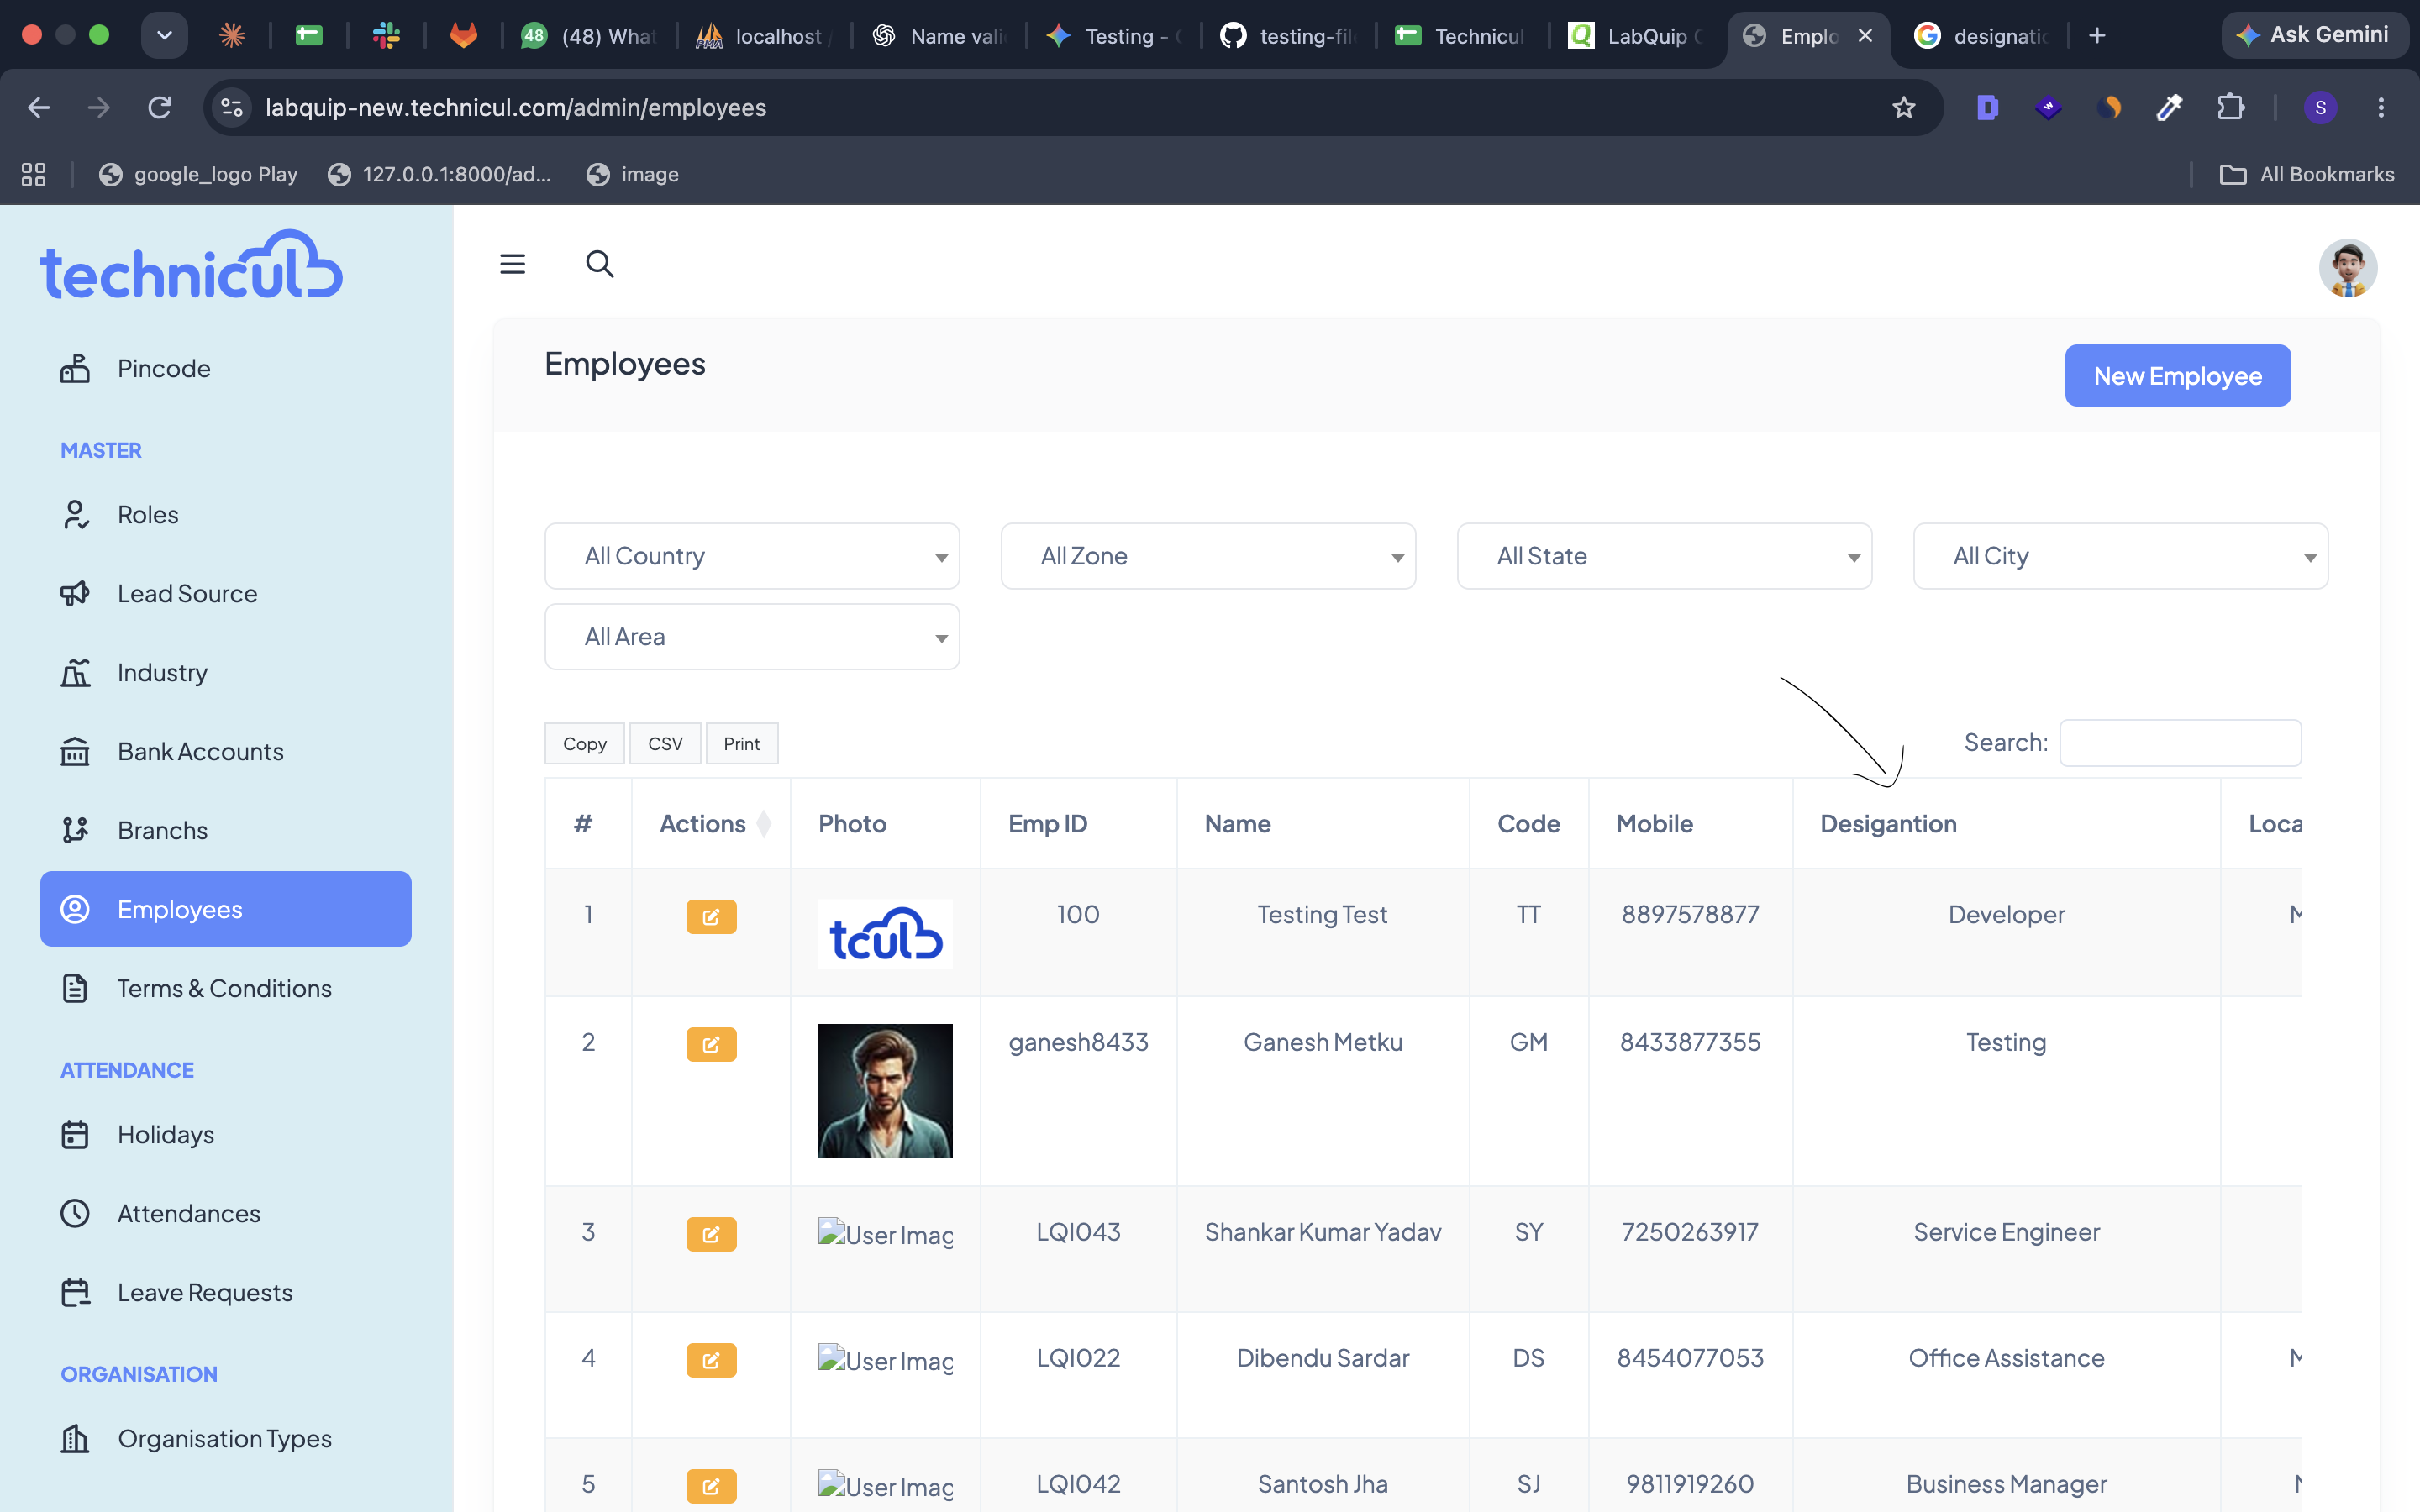 48 (48) What
localhost /
Name vali
Testing - G
testing-fil
Technicul
LabQuip
Emplo
designatio
Ask Gemini
labquip-new.technicul.com/admin/employees
S
google_logo Play
127.0.0.1:8000/ad...
image
All Bookmarks
technicul
Pincode
MASTER
Roles
Lead Source
Industry
Bank Accounts
Branchs
Employees
Terms & Conditions
ATTENDANCE
Holidays
Attendances
Leave Requests
ORGANISATION
Organisation Types
Employees
New Employee
All Country All Zone All State All City
All Area
Copy CSV Print Search:
# Actions Photo Emp ID Name Code Mobile Desigantion Loca
1 tcul 100 Testing Test TT 8897578877 Developer M
2 ganesh8433 Ganesh Metku GM 8433877355 Testing
3 User Imag LQI043 Shankar Kumar Yadav SY 7250263917 Service Engineer
4 User Imag LQI022 Dibendu Sardar DS 8454077053 Office Assistance M
5 User Imag LQI042 Santosh Jha SJ 9811919260 Business Manager